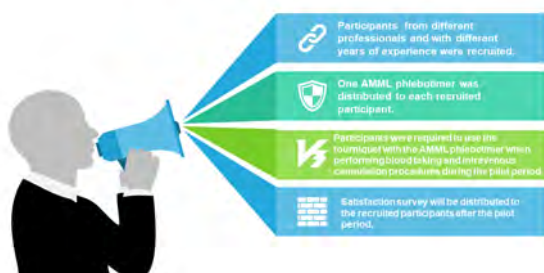 Participants from different
professionals and with different
years of experience were recruited.
One AMML phlebotimer was
distributed to each recruited
participant.
Participants were required to use the
tourniquet with the AMML phlebotimer when
performing blood taking and intravenous
cannulation procedures during the pilot period
Satisfaction survey will be distributed to
the recruited participants after the pilot
period.